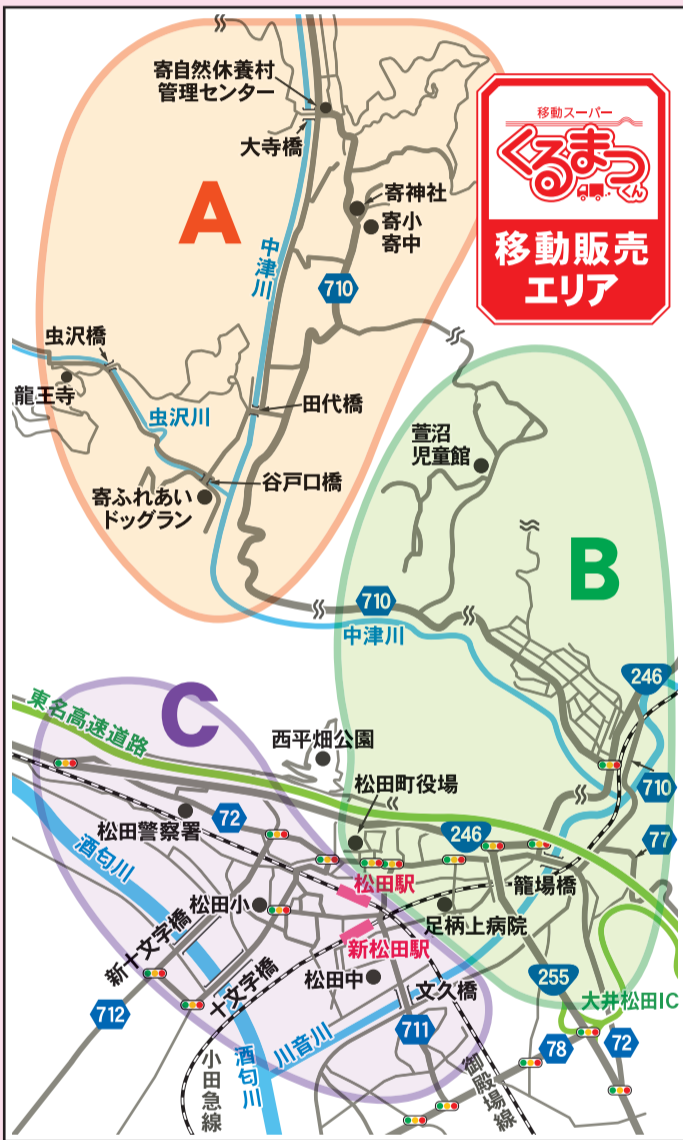 寄自然休養村
管理センター
大寺橋
移動スーパー
くるまつくん
移動販売
エリア
A
寄神社
寄小
寄中
中津川
710
虫沢橋
龍王寺
虫沢川
田代橋
萱沼
児童館
谷戸口橋
寄ふれあい
ドッグラン
B
710
中津川
246
C
東名高速道路
西平畑公園
松田町役場
710
72
松田警察署
246
77
酒匂川
松田駅
籠場橋
松田小
足柄上病院
新松田駅
新十文字橋
十文字橋
松田中
文久橋
255
大井松田IC
712
川音川
711
72
78
小田急線
酒匂川
御殿場線